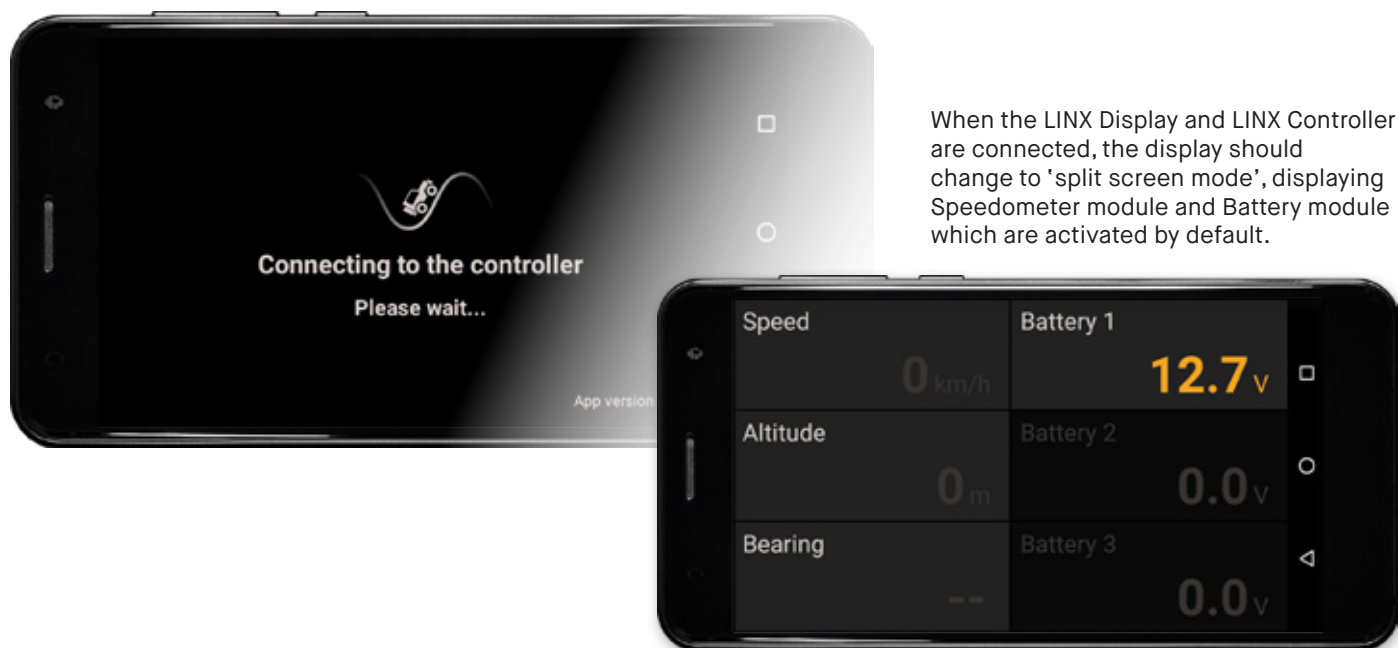 Connecting to the controller
Please wait...
App version
When the LINX Display and LINX Controller
are connected, the display should
change to ‘split screen mode’, displaying
Speedometer module and Battery module
which are activated by default.
Speed
0 km/h
Battery 1
12.7 V
Altitude
0 m
Battery 2
0.0 V
Bearing
--
Battery 3
0.0 V